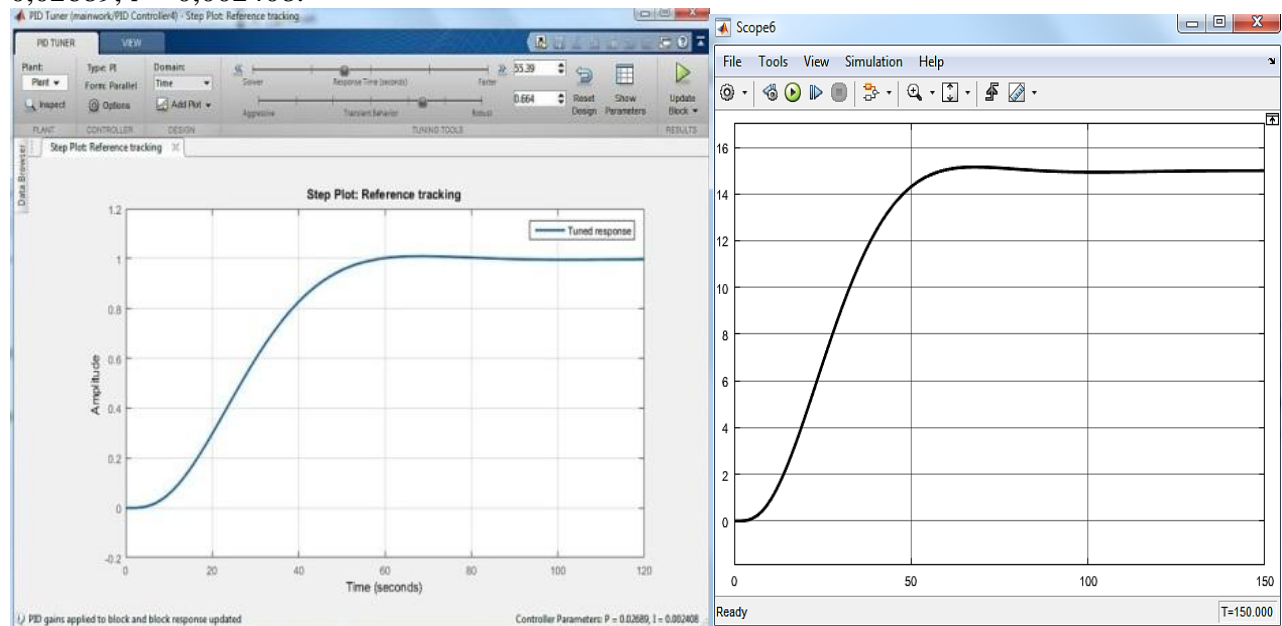 0,02689, I = 0,002408.
PID Tuner (mainwork/PID Controller4) - Step Plot: Reference tracking
PID TUNER VIEW
Plant: Type: PI Domain:
Plant Form: Parallel Time
Slower Response Time (seconds) Faster 55.39
Inspect Options Add Plot
Aggressive Transient Behavior Robust 0.664
Reset Design Show Parameters Update Block
PLANT CONTROLLER DESIGN TUNING TOOLS RESULTS
Data Browser
Step Plot: Reference tracking
Step Plot: Reference tracking
Tuned response
Amplitude
1.2
1
0.8
0.6
0.4
0.2
0
-0.2
0 20 40 60 80 100 120
Time (seconds)
PID gains applied to block and block response updated Controller Parameters: P = 0.02689, I = 0.002408
Scope6
File Tools View Simulation Help
16
14
12
10
8
6
4
2
0
0 50 100 150
Ready T=150.000